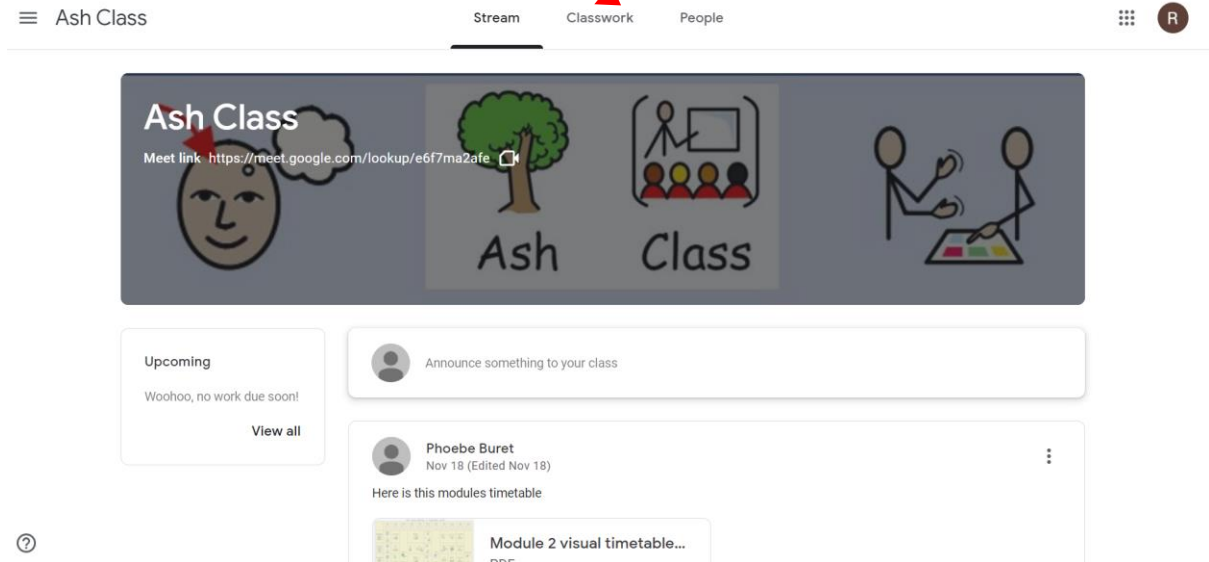 Ash Class
Stream Classwork People
R
Ash Class
Meet link https://meet.google.com/lookup/e6f7ma2afe
Ash Class
Upcoming
Woohoo, no work due soon!
View all
Announce something to your class
Phoebe Buret
Nov 18 (Edited Nov 18)
Here is this modules timetable
Module 2 visual timetable...
PDF